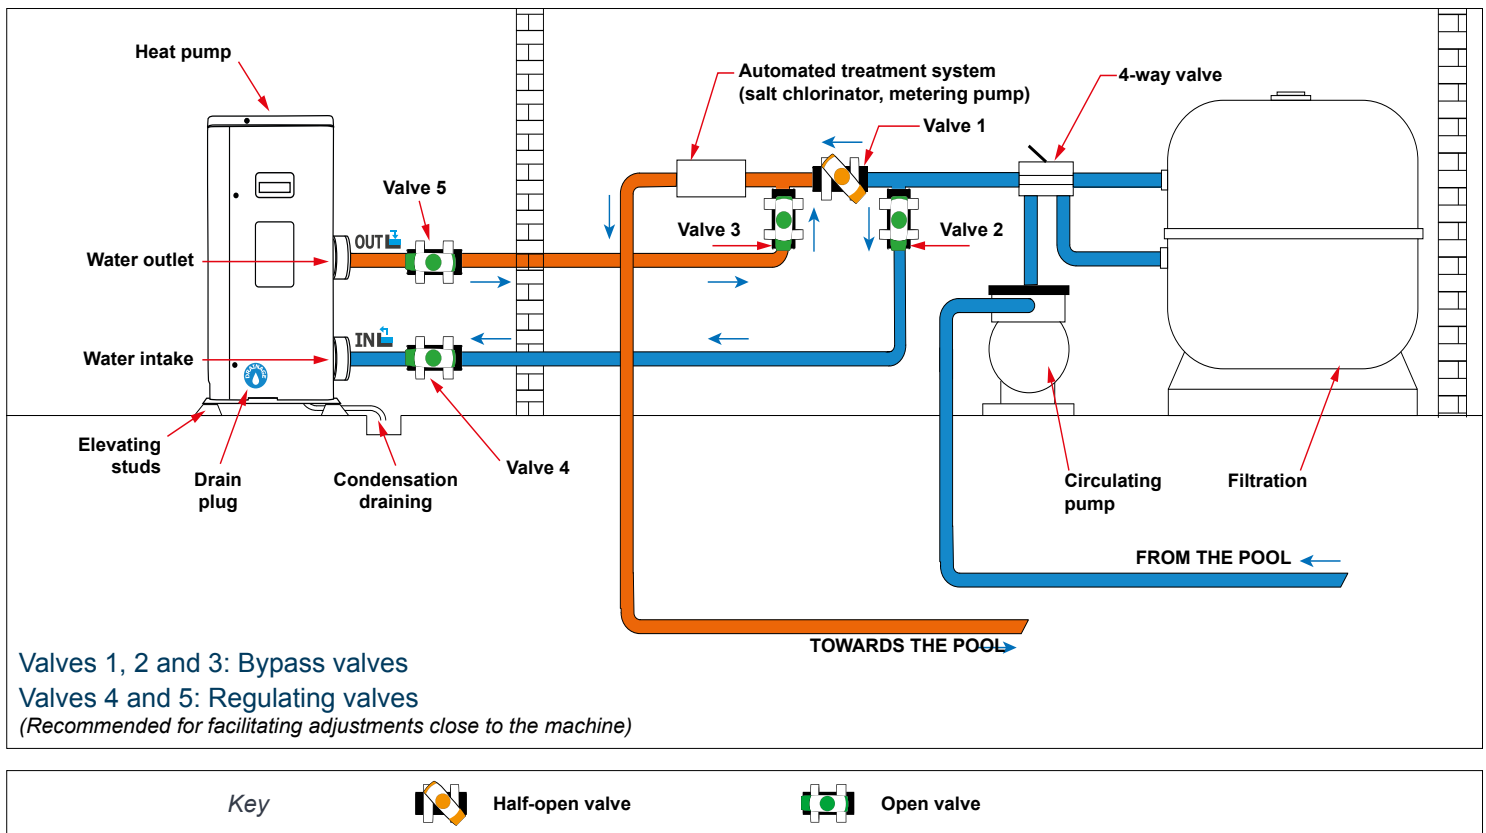 Heat pump
Automated treatment system
(salt chlorinator, metering pump)
4-way valve
Valve 1
Valve 5
Valve 3
Valve 2
OUT
Water outlet
IN
Water intake
DRAINAGE
Elevating
studs
Drain
plug
Condensation
draining
Valve 4
Circulating
pump
Filtration
FROM THE POOL
TOWARDS THE POOL
Valves 1, 2 and 3: Bypass valves
Valves 4 and 5: Regulating valves
(Recommended for facilitating adjustments close to the machine)
Key
Half-open valve
Open valve